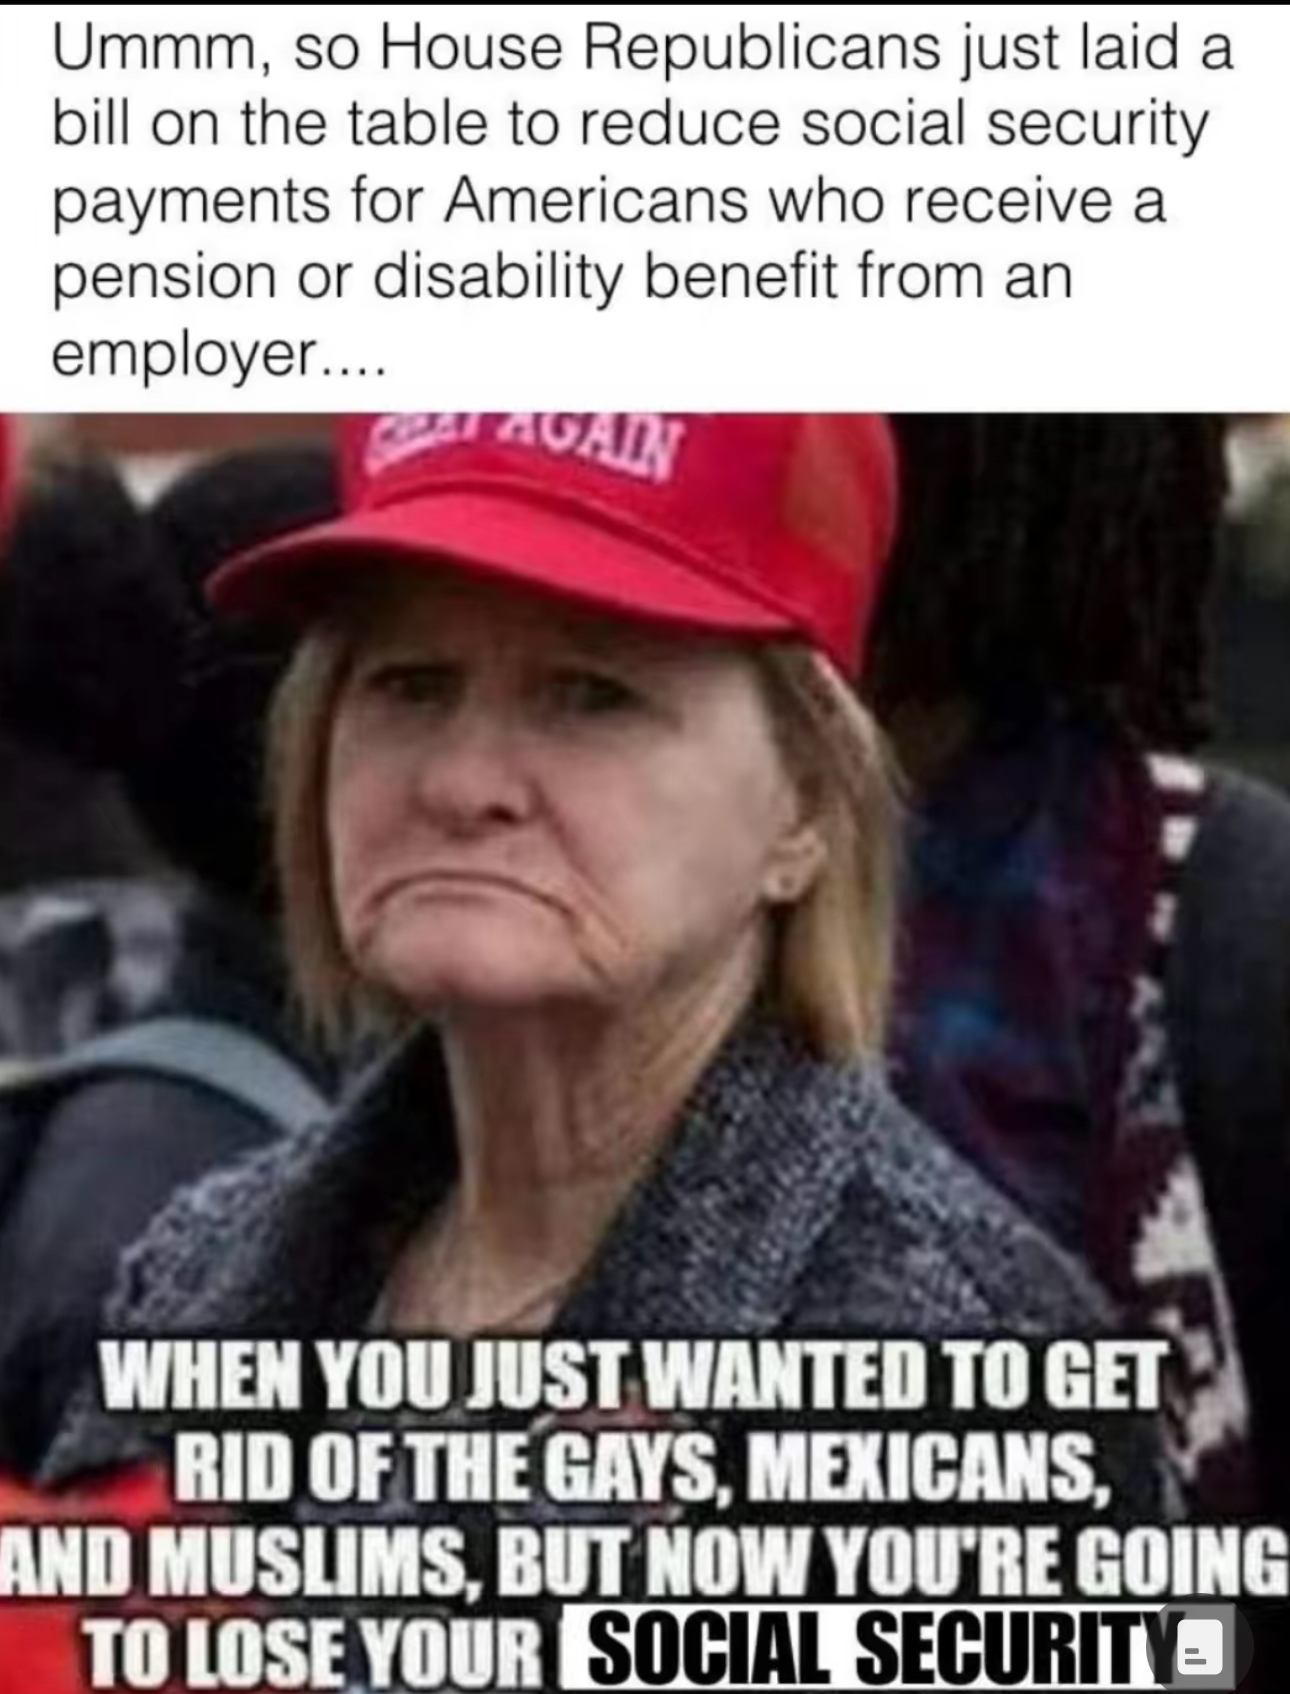 Ummm, so House Republicans just laid a
bill on the table to reduce social security
payments for Americans who receive a
pension or disability benefit from an
employer....
AGAIN
WHEN YOU JUST WANTED TO GET
RID OF THE GAYS, MEXICANS,
AND MUSLIMS, BUT NOW YOU'RE GOING
TO LOSE YOUR SOCIAL SECURITY